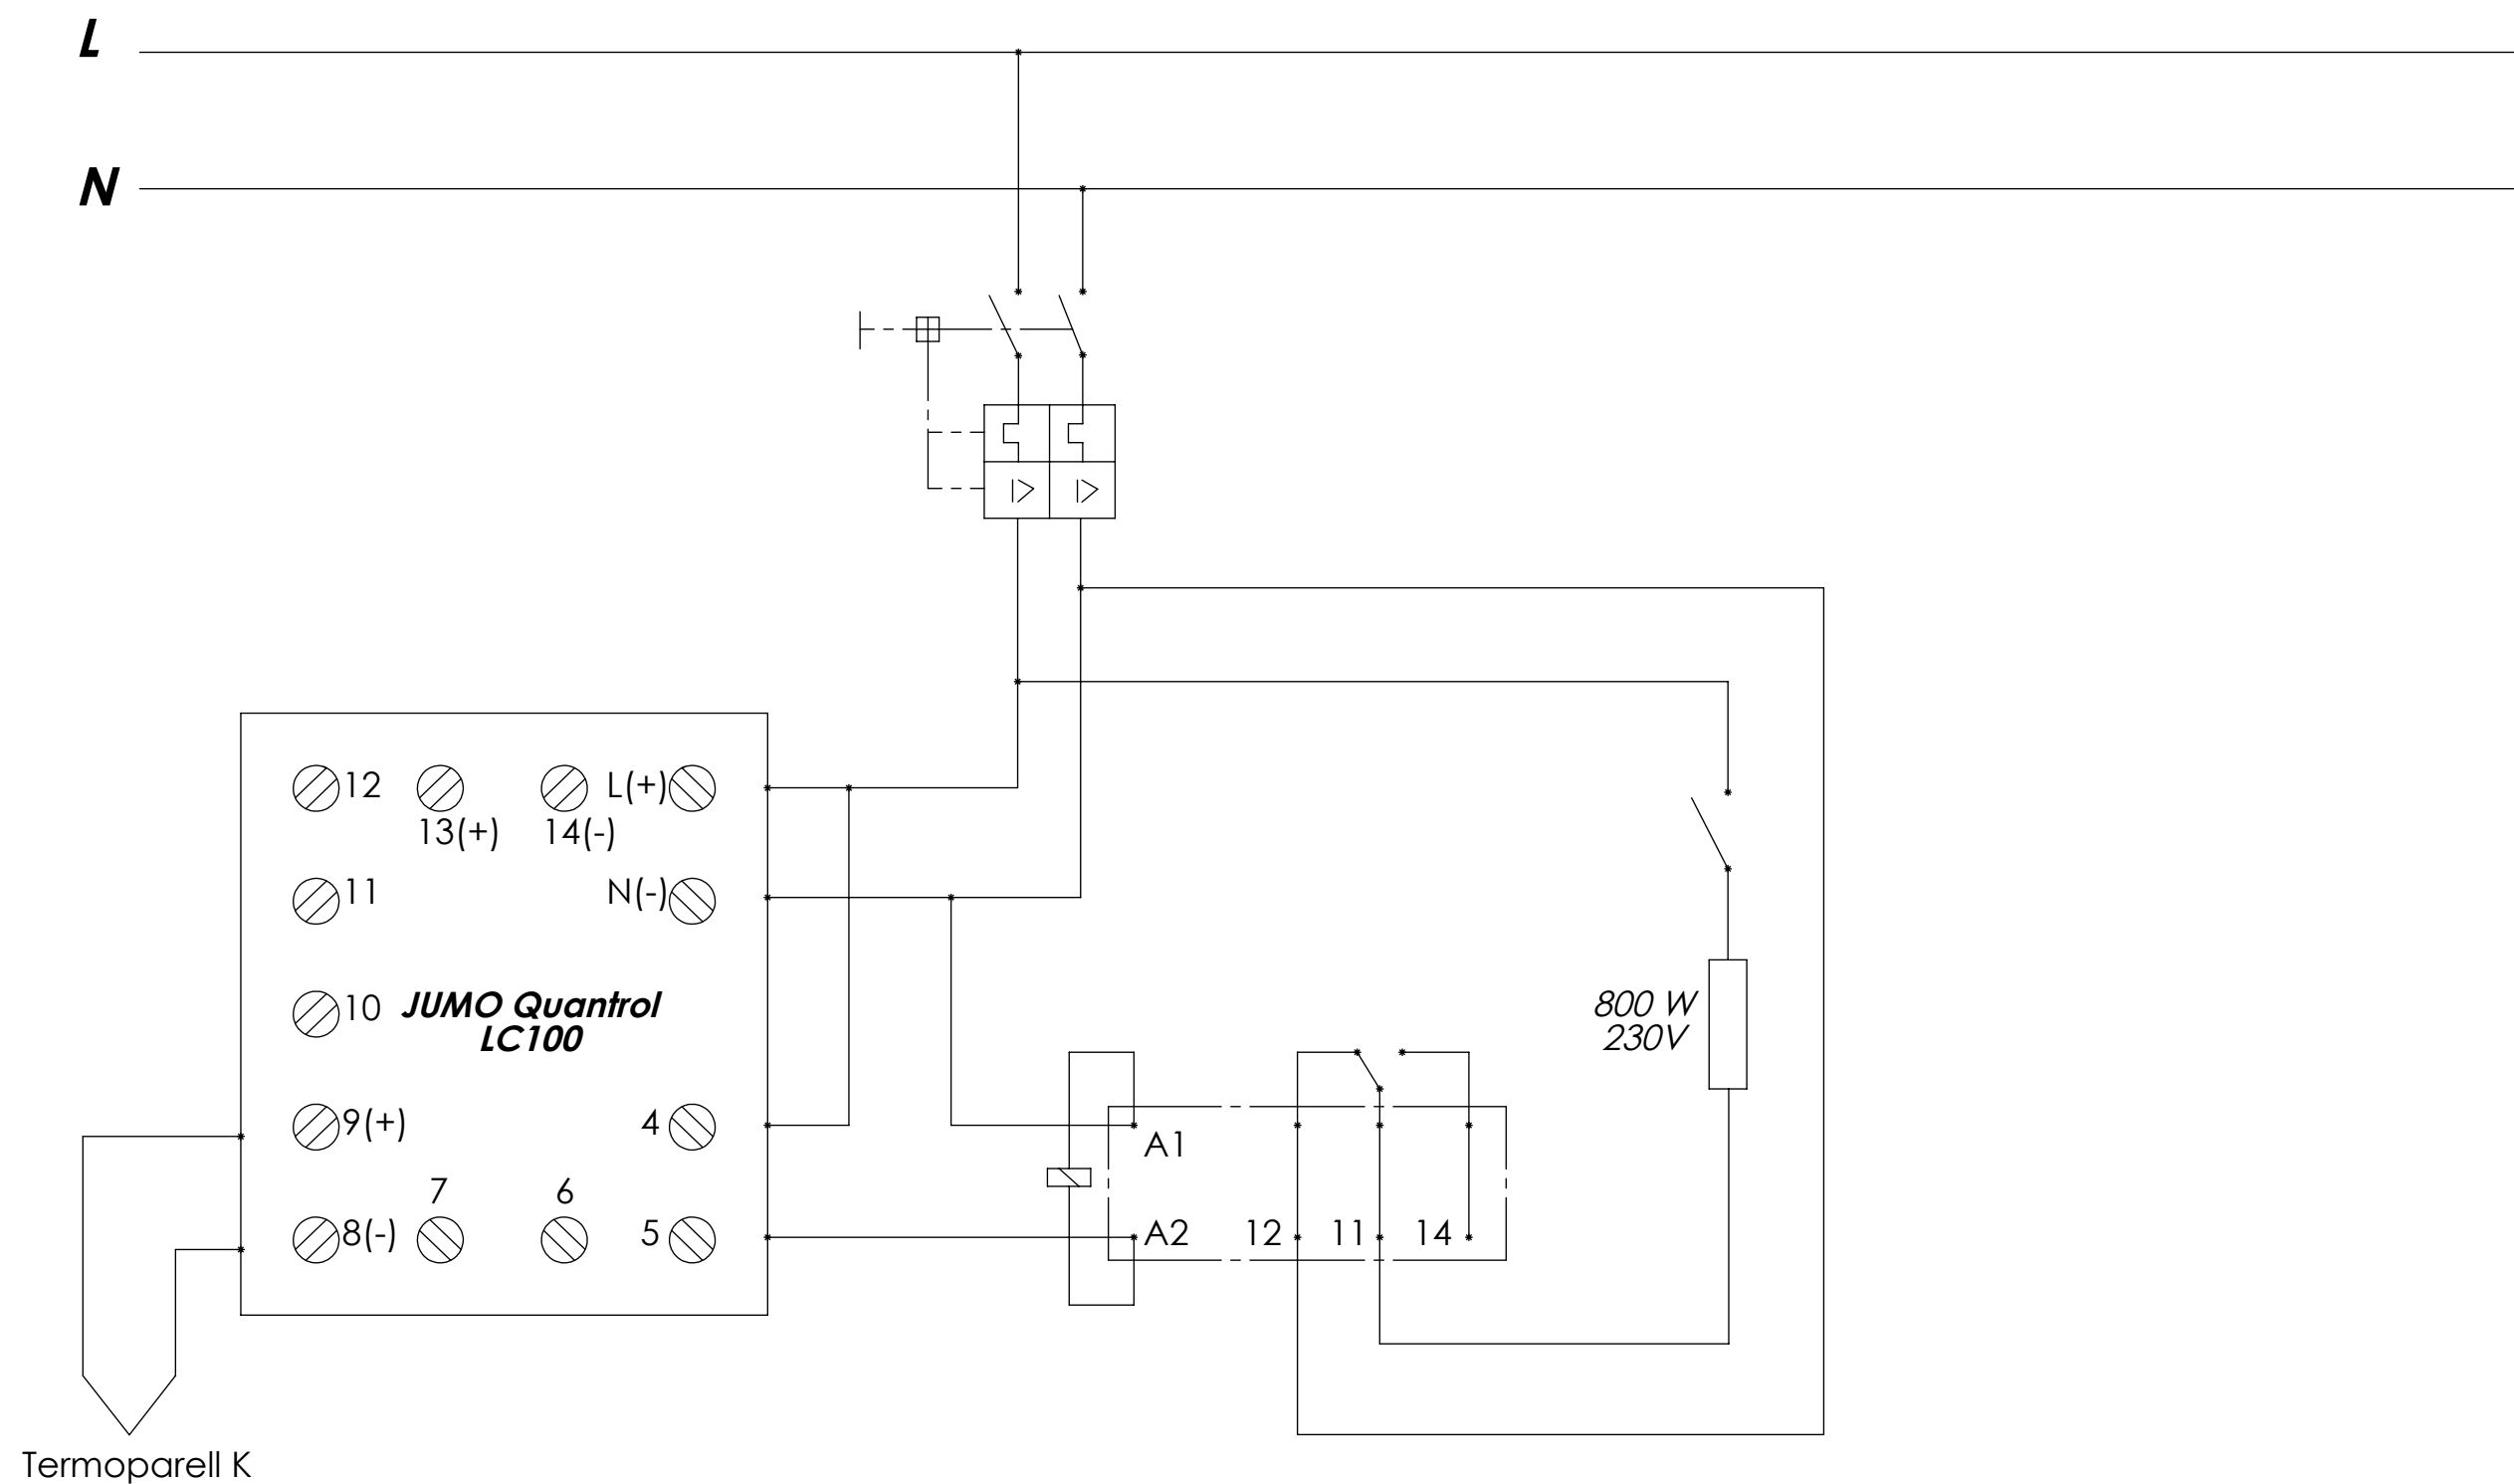 L
N
12
13(+)
14(-)
L(+)
11
N(-)
10
JUMO Quantrol
LC100
9(+)
4
7
6
8(-)
5
A1
A2
12
11
14
800 W
230V
Termoparell K